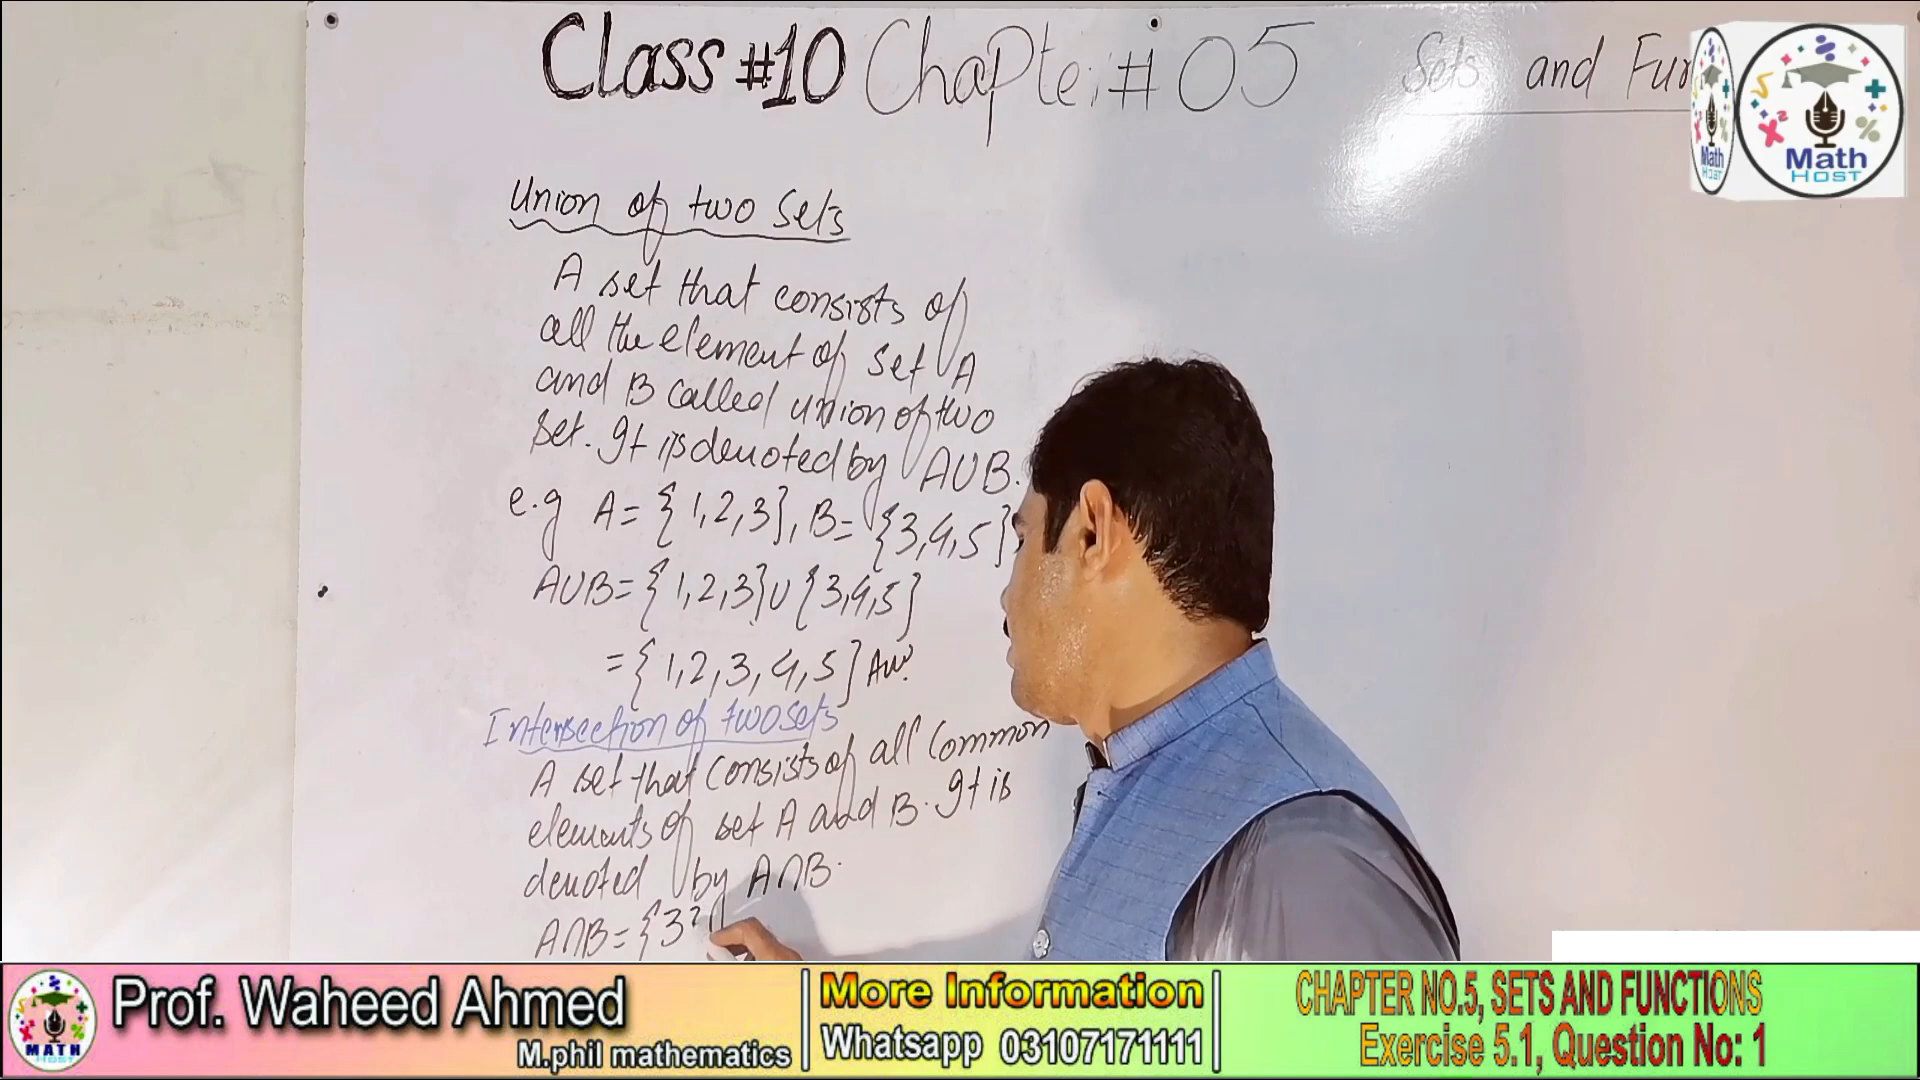 Class #10 Chapte: # 05 Sets and Fun
Math
Host
Math
HOST
Union of two Sets
A set that consists of
all the element of set A
and B called union of two
set. It is denoted by A∪B.
e.g A= {1,2,3}, B= {3,4,5}
A∪B= {1,2,3}∪{3,4,5}
= {1,2,3,4,5} Ans.
Intersection of two sets
A set that consists of all common
elements of set A and B. It is
denoted by A∩B.
A∩B= {3}
MATH
HOST
Prof. Waheed Ahmed
M.phil mathematics
More Information
Whatsapp 03107171111
CHAPTER NO.5, SETS AND FUNCTIONS
Exercise 5.1, Question No: 1